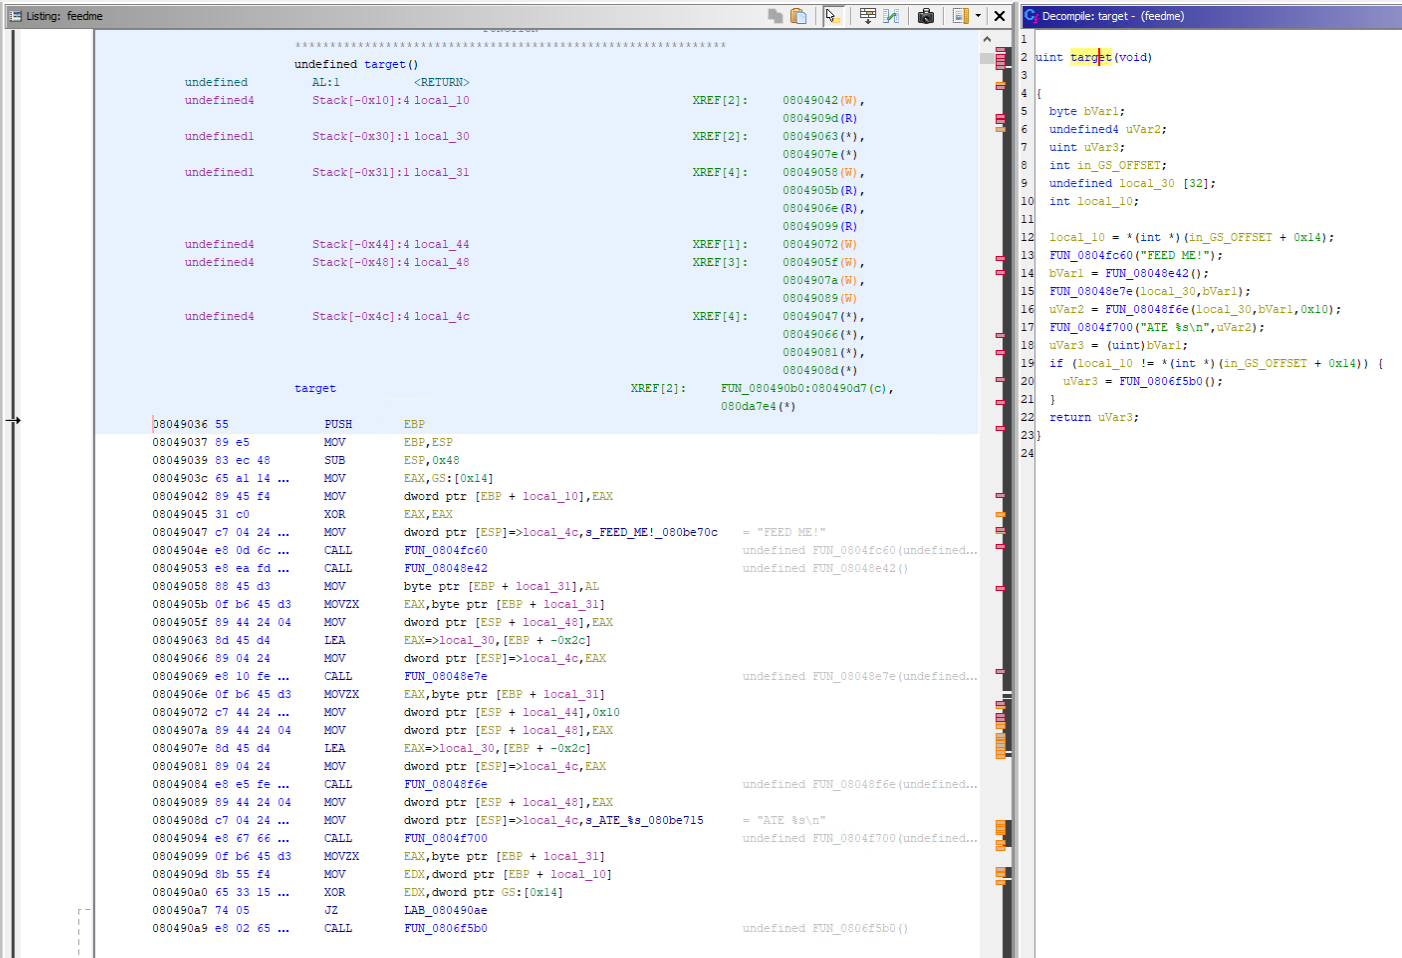 Listing: feedme
*************************************************************
undefined target()
undefined AL:1 <RETURN>
undefined4 Stack[-0x10]:4 local_10 XREF[2]: 08049042(W),
0804909d(R)
undefined1 Stack[-0x30]:1 local_30 XREF[2]: 08049063(*),
0804907e(*)
undefined1 Stack[-0x31]:1 local_31 XREF[4]: 08049058(W),
0804905b(R),
0804906e(R),
08049099(R)
undefined4 Stack[-0x44]:4 local_44 XREF[1]: 08049072(W)
undefined4 Stack[-0x48]:4 local_48 XREF[3]: 0804905f(W),
0804907a(W),
08049089(W)
undefined4 Stack[-0x4c]:4 local_4c XREF[4]: 08049047(*),
08049066(*),
08049081(*),
0804908d(*)
target XREF[2]: FUN_080490b0:080490d7(c),
080da7e4(*)
08049036 55 PUSH EBP
08049037 89 e5 MOV EBP,ESP
08049039 83 ec 48 SUB ESP,0x48
0804903c 65 a1 14 ... MOV EAX,GS:[0x14]
08049042 89 45 f4 MOV dword ptr [EBP + local_10],EAX
08049045 31 c0 XOR EAX,EAX
08049047 c7 04 24 ... MOV dword ptr [ESP]=>local_4c,s_FEED_ME!_080be70c = "FEED ME!"
0804904e e8 0d 6c ... CALL FUN_0804fc60 undefined FUN_0804fc60(undefined...
08049053 e8 ea fd ... CALL FUN_08048e42 undefined FUN_08048e42()
08049058 88 45 d3 MOV byte ptr [EBP + local_31],AL
0804905b 0f b6 45 d3 MOVZX EAX,byte ptr [EBP + local_31]
0804905f 89 44 24 04 MOV dword ptr [ESP + local_48],EAX
08049063 8d 45 d4 LEA EAX=>local_30,[EBP + -0x2c]
08049066 89 04 24 MOV dword ptr [ESP]=>local_4c,EAX
08049069 e8 10 fe ... CALL FUN_08048e7e undefined FUN_08048e7e(undefined...
0804906e 0f b6 45 d3 MOVZX EAX,byte ptr [EBP + local_31]
08049072 c7 44 24 ... MOV dword ptr [ESP + local_44],0x10
0804907a 89 44 24 04 MOV dword ptr [ESP + local_48],EAX
0804907e 8d 45 d4 LEA EAX=>local_30,[EBP + -0x2c]
08049081 89 04 24 MOV dword ptr [ESP]=>local_4c,EAX
08049084 e8 e5 fe ... CALL FUN_08048f6e undefined FUN_08048f6e(undefined...
08049089 89 44 24 04 MOV dword ptr [ESP + local_48],EAX
0804908d c7 04 24 ... MOV dword ptr [ESP]=>local_4c,s_ATE_%s_080be715 = "ATE %s\n"
08049094 e8 67 66 ... CALL FUN_0804f700 undefined FUN_0804f700(undefined...
08049099 0f b6 45 d3 MOVZX EAX,byte ptr [EBP + local_31]
0804909d 8b 55 f4 MOV EDX,dword ptr [EBP + local_10]
080490a0 65 33 15 ... XOR EDX,dword ptr GS:[0x14]
080490a7 74 05 JZ LAB_080490ae
080490a9 e8 02 65 ... CALL FUN_0806f5b0 undefined FUN_0806f5b0()
Decompile: target - (feedme)
1
2 uint target(void)
3
4 {
5 byte bVar1;
6 undefined4 uVar2;
7 uint uVar3;
8 int in_GS_OFFSET;
9 undefined local_30 [32];
10 int local_10;
11
12 local_10 = *(int *)(in_GS_OFFSET + 0x14);
13 FUN_0804fc60("FEED ME!");
14 bVar1 = FUN_08048e42();
15 FUN_08048e7e(local_30,bVar1);
16 uVar2 = FUN_08048f6e(local_30,bVar1,0x10);
17 FUN_0804f700("ATE %s\n",uVar2);
18 uVar3 = (uint)bVar1;
19 if (local_10 != *(int *)(in_GS_OFFSET + 0x14)) {
20 uVar3 = FUN_0806f5b0();
21 }
22 return uVar3;
23 }
24